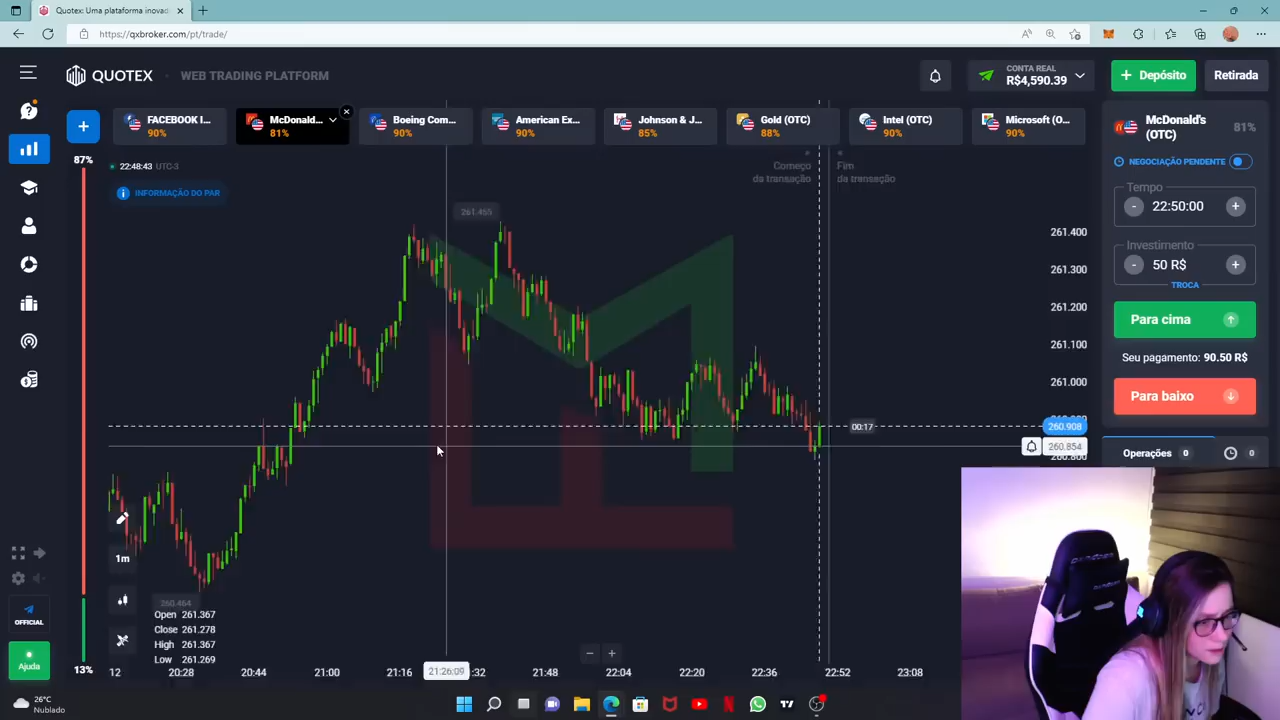 Quotex: Uma plataforma inovad
https://qxbroker.com/pt/trade/
QUOTEX
WEB TRADING PLATFORM
CONTA REAL
R$4,590.39
Depósito
Retirada
FACEBOOK I...
90%
McDonald...
81%
Boeing Com...
90%
American Ex...
90%
Johnson & J...
85%
Gold (OTC)
88%
Intel (OTC)
90%
Microsoft (O...
90%
McDonald's
(OTC)
81%
87%
22:48:43 UTC-3
INFORMAÇÃO DO PAR
Começo
da transação
Fim
da transação
NEGOCIAÇÃO PENDENTE
Tempo
- 22:50:00 +
Investimento
- 50 R$ +
TROCA
Para cima
Seu pagamento: 90.50 R$
Para baixo
Operações 0
0
261.455
261.400
261.300
261.200
261.100
261.000
00:17
260.908
260.854
1m
260.464
Open 261.367
Close 261.278
High 261.367
Low 261.269
OFFICIAL
Ajuda
13%
12
20:28
20:44
21:00
21:16
21:26:09
:32
21:48
22:04
22:20
22:36
22:52
23:08
26°C
Nublado